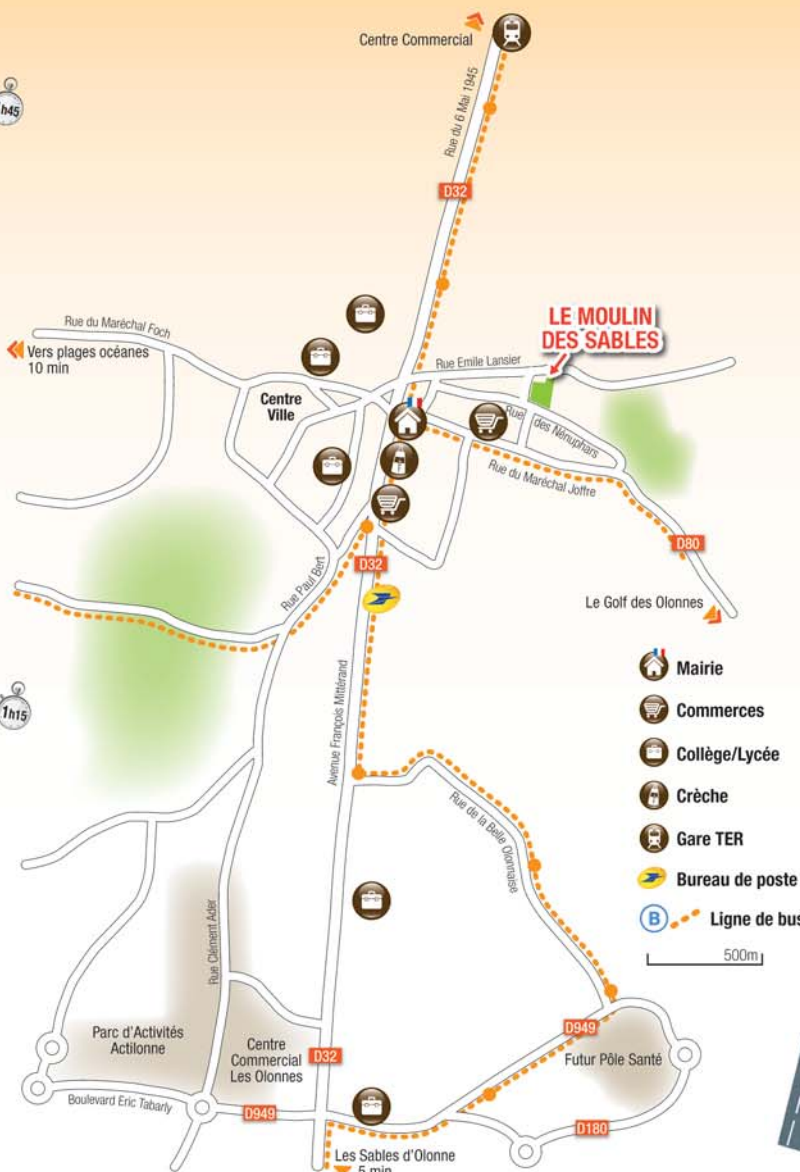 Centre Commercial
Rue du 6 Mai 1945
D32
Rue du Maréchal Foch
Vers plages océanes
10 min
LE MOULIN
DES SABLES
Rue Emile Lansier
Centre
Ville
Rue des Nénuphars
Rue du Maréchal Joffre
D80
D32
Rue Paul Bert
Le Golf des Olonnes
Mairie
Commerces
Collège/Lycée
Crèche
Gare TER
Bureau de poste
B
Ligne de bus
500m
h45
1h15
Avenue François Mittérand
Rue de la Belle Olonnaise
Rue Clément Ader
Parc d'Activités
Actilonne
Centre
Commercial
Les Olonnes
D32
D949
Futur Pôle Santé
Boulevard Eric Tabarly
D949
D180
Les Sables d'Olonne
5 min